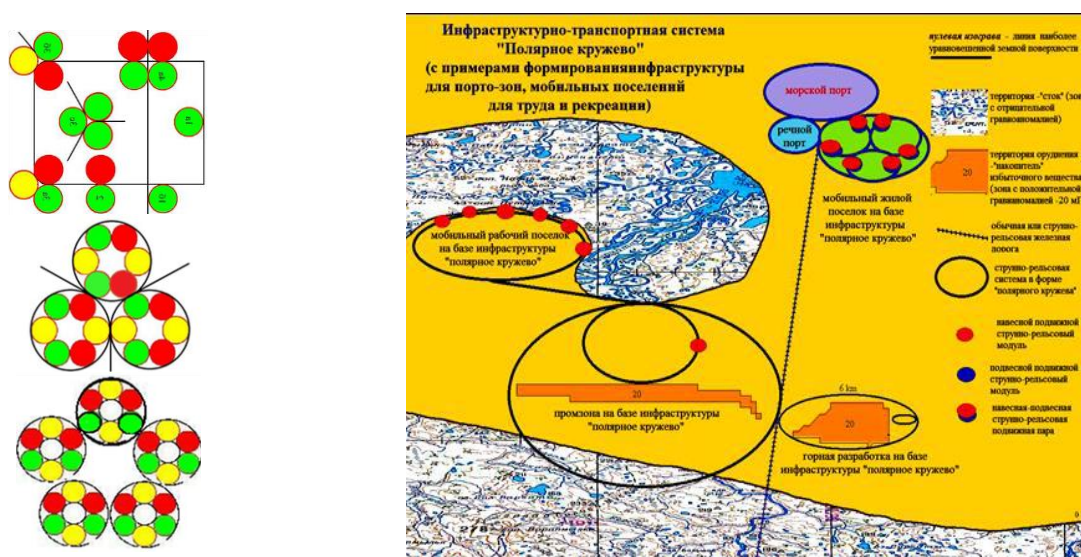 Инфраструктурно-транспортная система
"Полярное кружево"
(с примерами формированияинфраструктуры
для порто-зон, мобильных поселений
для труда и рекреации)
морской порт
речной
порт
мобильный жилой
поселок на базе
инфраструктуры
"полярное кружево"
мобильный рабочий поселок
на базе инфраструктуры
"полярное кружево"
20
промзона на базе инфраструктуры
"полярное кружево"
6 km
20
горная разработка на базе
инфраструктуры "полярное кружево"
нулевая изограва - линия наиболее
уравновешенной земной поверхности
территория -"сток" (зон
с отрицательной
гравианомалией)
территория оруднения
-"накопитель"
избыточного вещества
(зона с положительной
гравианомалией -20 мГ
20
обычная или струнно-
рельсовая железная
дорога
струнно-рельсовая
система в форме
"полярного кружева"
навесной подвижной
струнно-рельсовый
модуль
подвесной подвижной
струнно-рельсовый
модуль
навесная-подвесная
струнно-рельсовая
подвижная пара